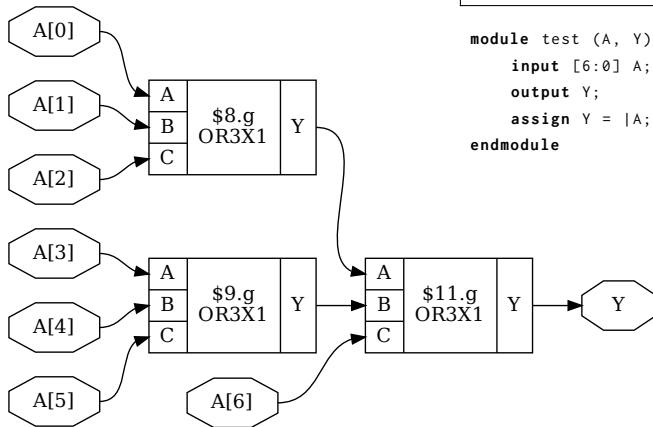 A[0]
A[1]
A[2]
A
B
C
$8.g
OR3X1
Y
module test (A, Y)
input [6:0] A;
output Y;
assign Y = |A;
endmodule
A[3]
A[4]
A[5]
A
B
C
$9.g
OR3X1
Y
A[6]
A
B
C
$11.g
OR3X1
Y
Y